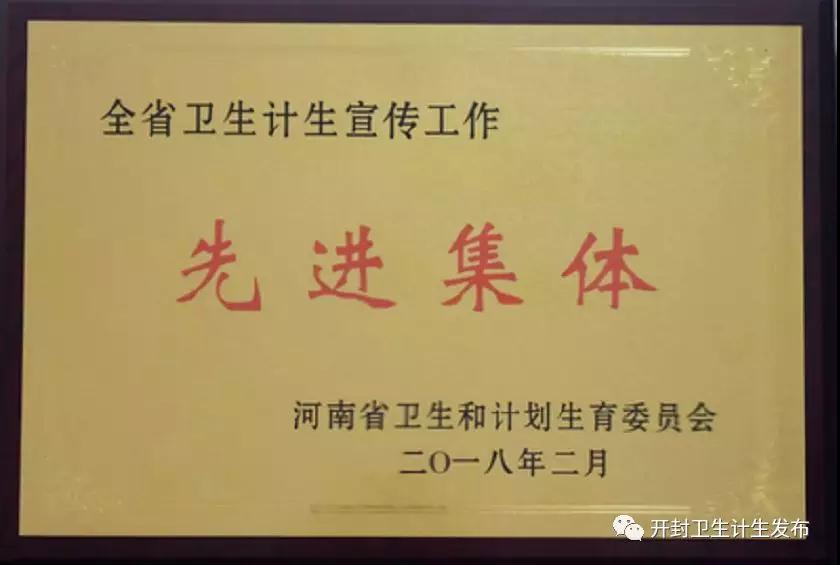 全省卫生计生宣传工作
先进集体
河南省卫生和计划生育委员会
二〇一八年二月
开封卫生计生发布